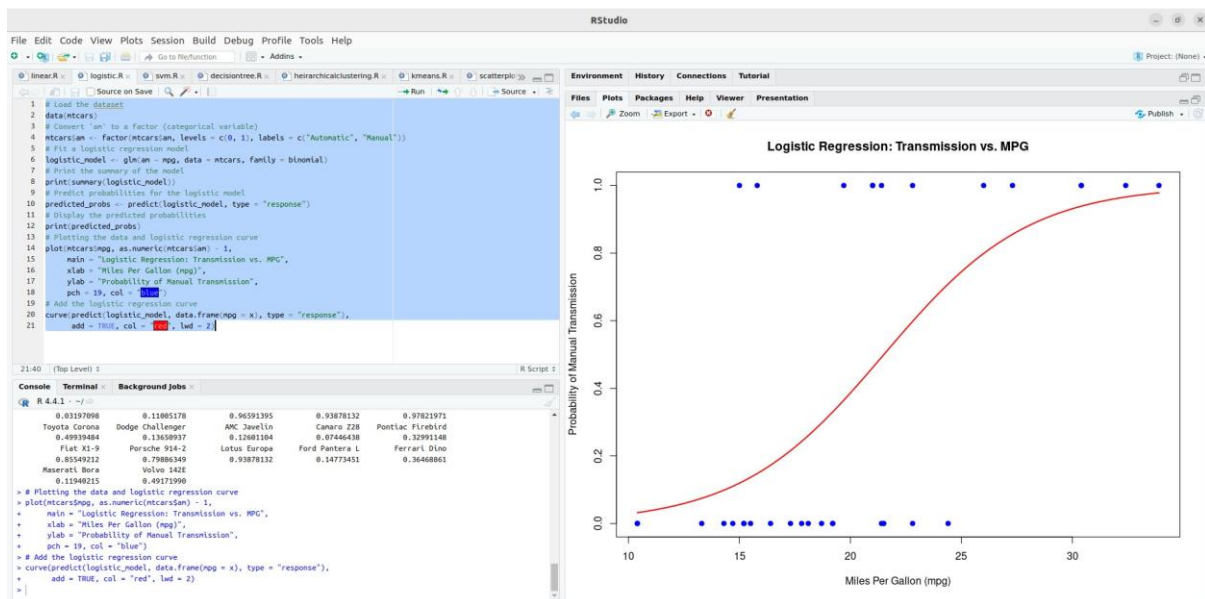 RStudio
File Edit Code View Plots Session Build Debug Profile Tools Help
Go to file/function
Addins
Project: (None)
linear.R
logistic.R
svm.R
decisiontree.R
heirarchicalclustering.R
kmeans.R
scatterplo
Source on Save
Run
Source
1 # Load the dataset
2 data(mtcars)
3 # Convert 'am' to a factor (categorical variable)
4 mtcars$am <- factor(mtcars$am, levels = c(0, 1), labels = c("Automatic", "Manual"))
5 # Fit a logistic regression model
6 logistic_model <- glm(am ~ mpg, data = mtcars, family = binomial)
7 # Print the summary of the model
8 print(summary(logistic_model))
9 # Predict probabilities for the logistic model
10 predicted_probs <- predict(logistic_model, type = "response")
11 # Display the predicted probabilities
12 print(predicted_probs)
13 # Plotting the data and logistic regression curve
14 plot(mtcars$mpg, as.numeric(mtcars$am) - 1,
15 main = "Logistic Regression: Transmission vs. MPG",
16 xlab = "Miles Per Gallon (mpg)",
17 ylab = "Probability of Manual Transmission",
18 pch = 19, col = "blue")
19 # Add the logistic regression curve
20 curve(predict(logistic_model, data.frame(mpg = x), type = "response"),
21 add = TRUE, col = "red", lwd = 2)
21:40 (Top Level) R Script
Console Terminal Background Jobs
R 4.4.1 · ~/
0.03197098 0.11005178 0.96591395 0.93878132 0.97821971
Toyota Corona Dodge Challenger AMC Javelin Camaro Z28 Pontiac Firebird
0.49939484 0.13650937 0.12601104 0.07446438 0.32991148
Fiat X1-9 Porsche 914-2 Lotus Europa Ford Pantera L Ferrari Dino
0.85549212 0.79886349 0.93878132 0.14773451 0.36468861
Maserati Bora Volvo 142E
0.11940215 0.49171990
> # Plotting the data and logistic regression curve
> plot(mtcars$mpg, as.numeric(mtcars$am) - 1,
+ main = "Logistic Regression: Transmission vs. MPG",
+ xlab = "Miles Per Gallon (mpg)",
+ ylab = "Probability of Manual Transmission",
+ pch = 19, col = "blue")
> # Add the logistic regression curve
> curve(predict(logistic_model, data.frame(mpg = x), type = "response"),
+ add = TRUE, col = "red", lwd = 2)
>
Environment History Connections Tutorial
Files Plots Packages Help Viewer Presentation
Zoom Export Publish
Logistic Regression: Transmission vs. MPG
Probability of Manual Transmission
1.0
0.8
0.6
0.4
0.2
0.0
10 15 20 25 30
Miles Per Gallon (mpg)